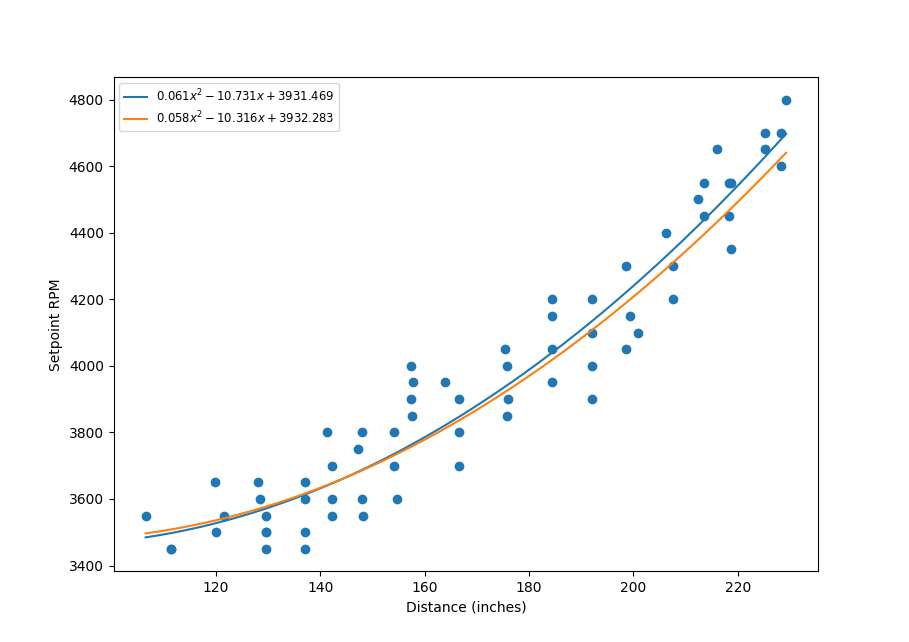 0.061x² − 10.731x + 3931.469
0.058x² − 10.316x + 3932.283
4800
4600
4400
4200
4000
3800
3600
3400
Setpoint RPM
120 140 160 180 200 220
Distance (inches)